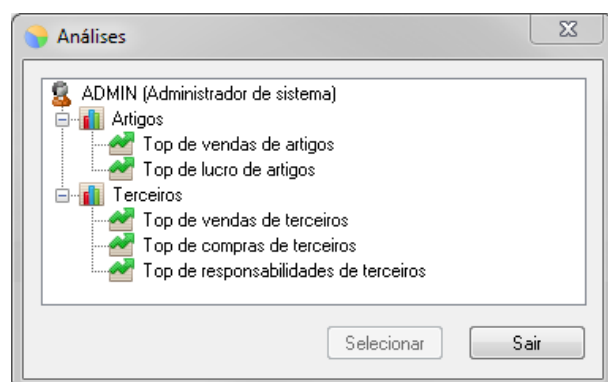 Análises
ADMIN (Administrador de sistema)
Artigos
Top de vendas de artigos
Top de lucro de artigos
Terceiros
Top de vendas de terceiros
Top de compras de terceiros
Top de responsabilidades de terceiros
Selecionar Sair